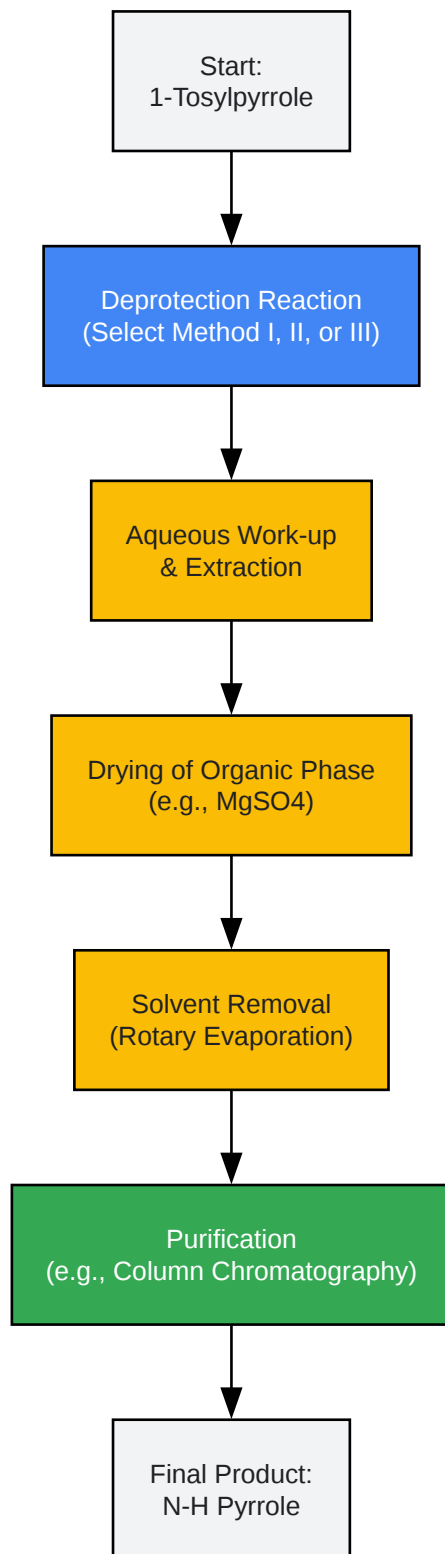 Start:
1-Tosylpyrrole
Deprotection Reaction
(Select Method I, II, or III)
Aqueous Work-up
& Extraction
Drying of Organic Phase
(e.g., MgSO4)
Solvent Removal
(Rotary Evaporation)
Purification
(e.g., Column Chromatography)
Final Product:
N-H Pyrrole